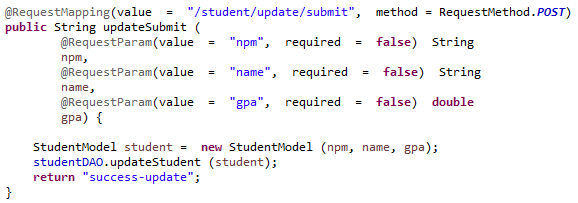 @RequestMapping(value = "/student/update/submit", method = RequestMethod.POST)
public String updateSubmit (
@RequestParam(value = "npm", required = false) String
npm,
@RequestParam(value = "name", required = false) String
name,
@RequestParam(value = "gpa", required = false) double
gpa) {
StudentModel student = new StudentModel (npm, name, gpa);
studentDAO.updateStudent (student);
return "success-update";
}